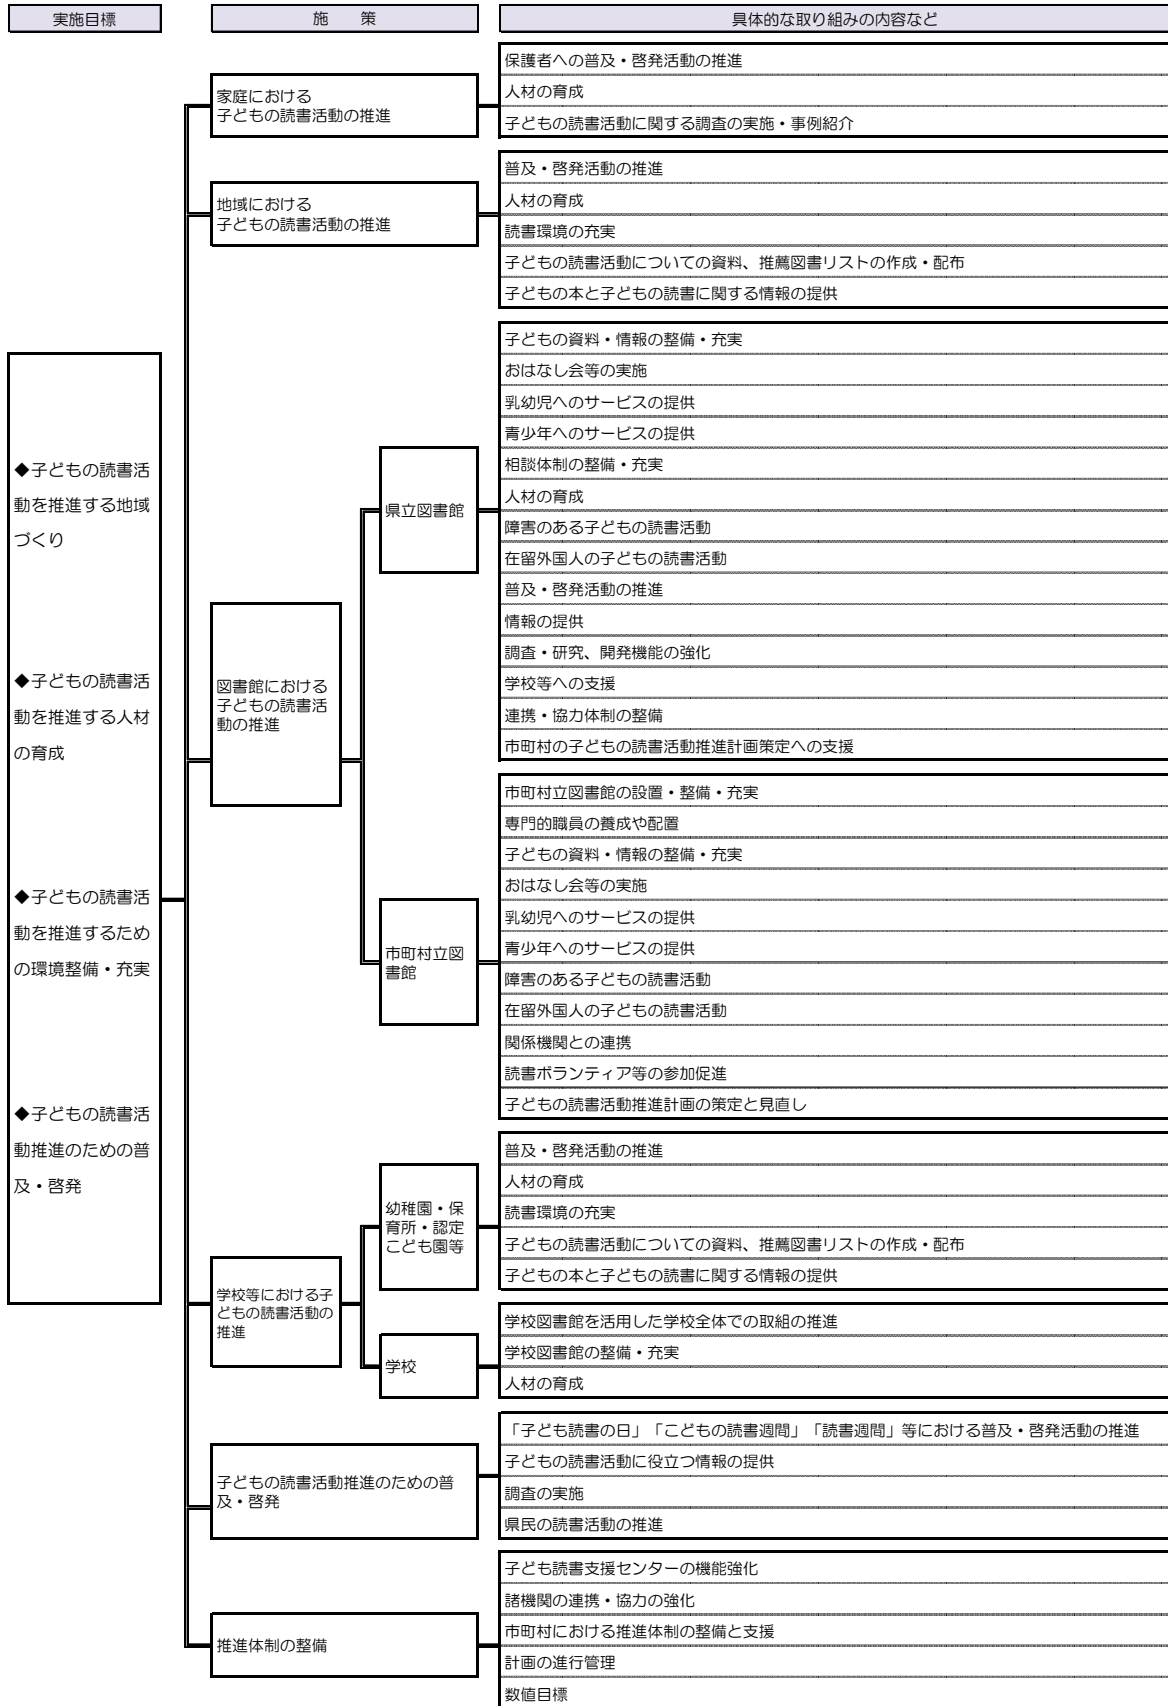 実施目標
施　　策
具体的な取り組みの内容など
◆子どもの読書活
動を推進する地域
づくり
◆子どもの読書活
動を推進する人材
の育成
◆子どもの読書活
動を推進するため
の環境整備・充実
◆子どもの読書活
動推進のための普
及・啓発
家庭における
子どもの読書活動の推進
保護者への普及・啓発活動の推進
人材の育成
子どもの読書活動に関する調査の実施・事例紹介
地域における
子どもの読書活動の推進
普及・啓発活動の推進
人材の育成
読書環境の充実
子どもの読書活動についての資料、推薦図書リストの作成・配布
子どもの本と子どもの読書に関する情報の提供
図書館における
子どもの読書活
動の推進
県立図書館
子どもの資料・情報の整備・充実
おはなし会等の実施
乳幼児へのサービスの提供
青少年へのサービスの提供
相談体制の整備・充実
人材の育成
障害のある子どもの読書活動
在留外国人の子どもの読書活動
普及・啓発活動の推進
情報の提供
調査・研究、開発機能の強化
学校等への支援
連携・協力体制の整備
市町村の子どもの読書活動推進計画策定への支援
市町村立図
書館
市町村立図書館の設置・整備・充実
専門的職員の養成や配置
子どもの資料・情報の整備・充実
おはなし会等の実施
乳幼児へのサービスの提供
青少年へのサービスの提供
障害のある子どもの読書活動
在留外国人の子どもの読書活動
関係機関との連携
読書ボランティア等の参加促進
子どもの読書活動推進計画の策定と見直し
学校等における子
どもの読書活動の
推進
幼稚園・保
育所・認定
こども園等
普及・啓発活動の推進
人材の育成
読書環境の充実
子どもの読書活動についての資料、推薦図書リストの作成・配布
子どもの本と子どもの読書に関する情報の提供
学校
学校図書館を活用した学校全体での取組の推進
学校図書館の整備・充実
人材の育成
子どもの読書活動推進のための普
及・啓発
「子ども読書の日」「こどもの読書週間」「読書週間」等における普及・啓発活動の推進
子どもの読書活動に役立つ情報の提供
調査の実施
県民の読書活動の推進
推進体制の整備
子ども読書支援センターの機能強化
諸機関の連携・協力の強化
市町村における推進体制の整備と支援
計画の進行管理
数値目標